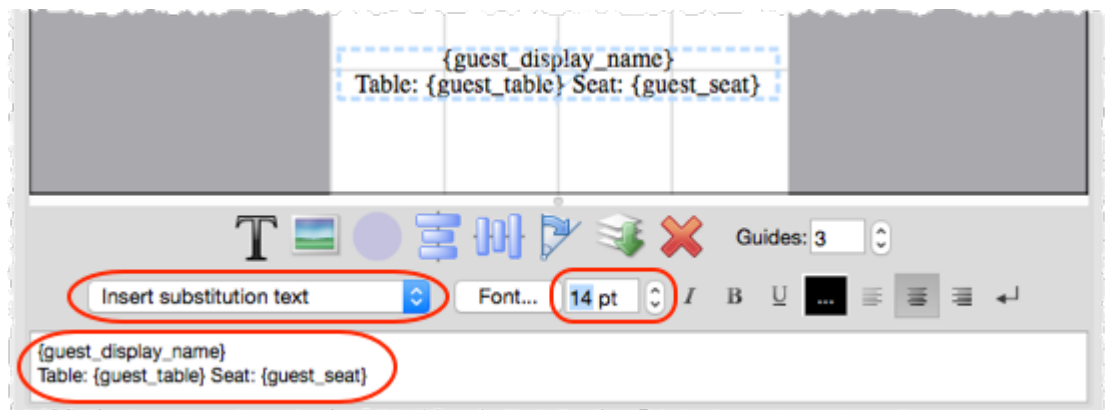 {guest_display_name}
Table: {guest_table} Seat: {guest_seat}
T Guides: 3
Insert substitution text Font... 14 pt I B U ...
{guest_display_name}
Table: {guest_table} Seat: {guest_seat}